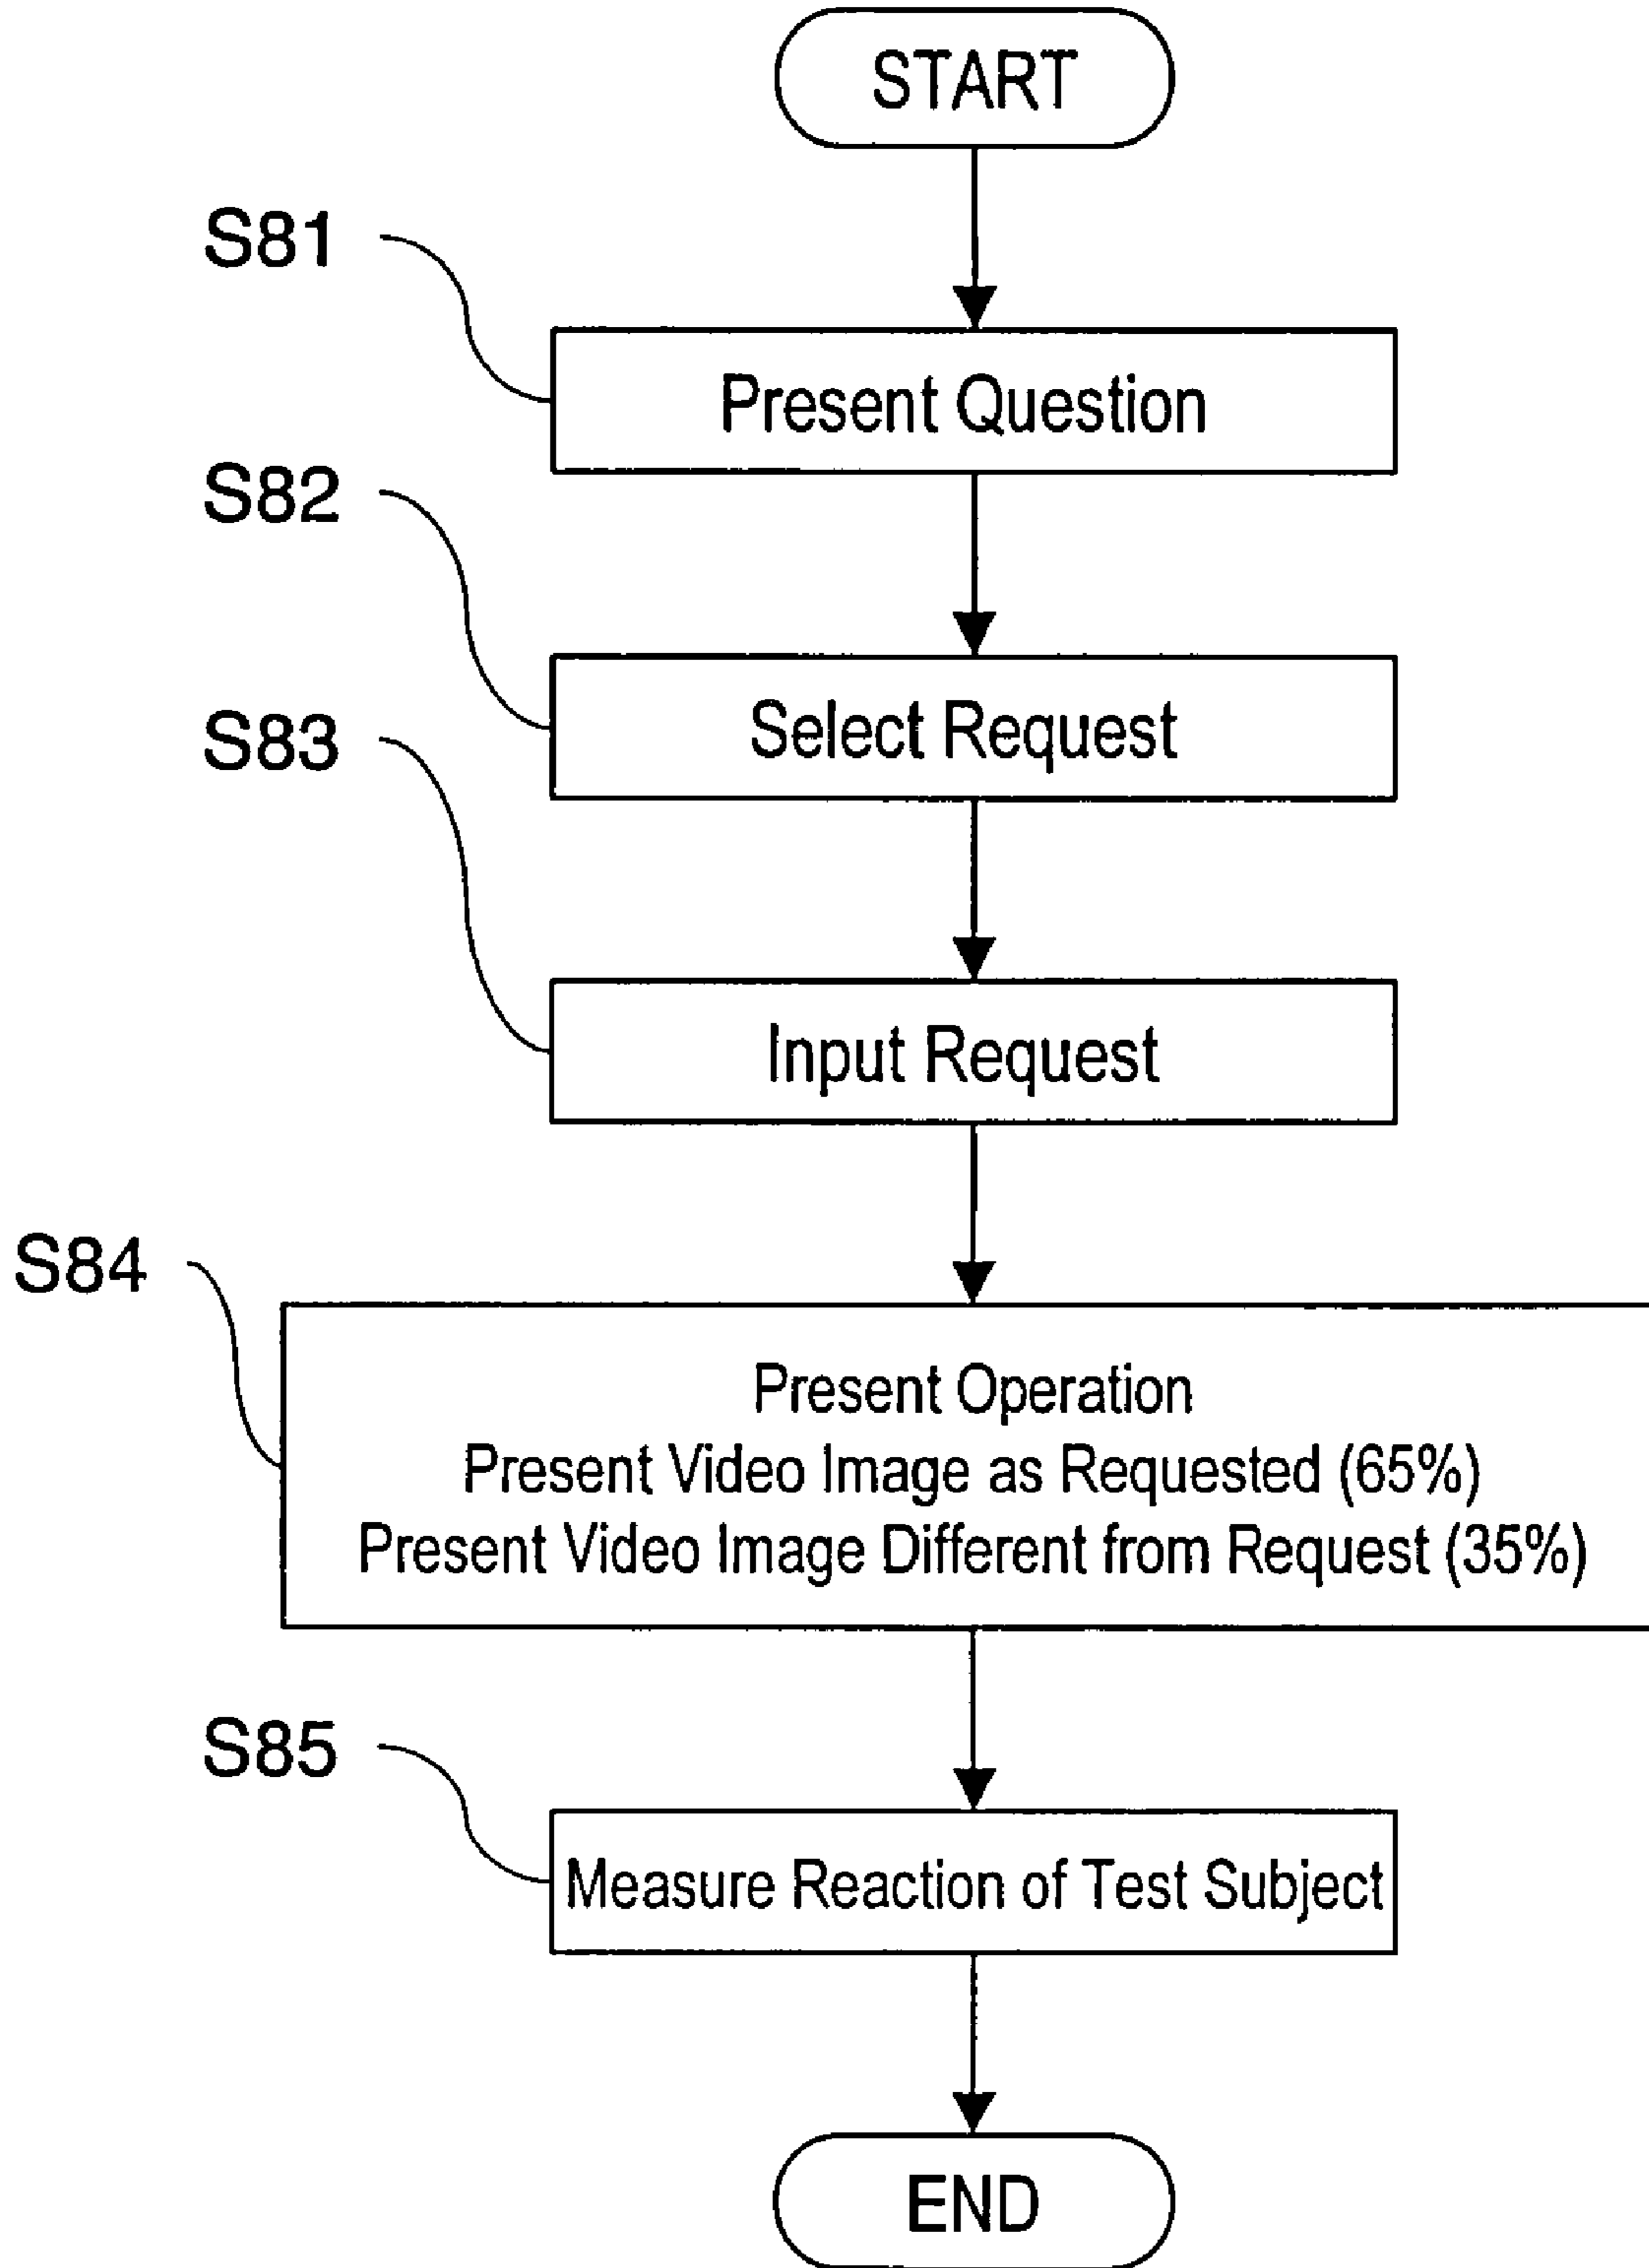 START
S81
Present Question
S82
Select Request
S83
Input Request
S84
Present Operation
Present Video Image as Requested (65%)
Present Video Image Different from Request (35%)
S85
Measure Reaction of Test Subject
END